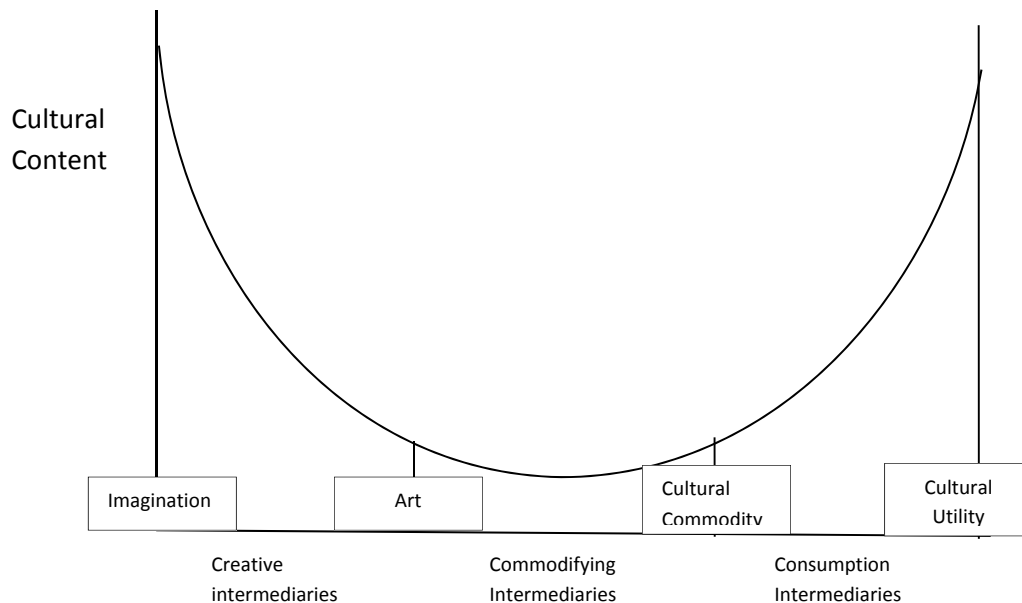 Cultural
Content
Imagination
Art
Cultural
Commodity
Cultural
Utility
Creative
intermediaries
Commodifying
Intermediaries
Consumption
Intermediaries